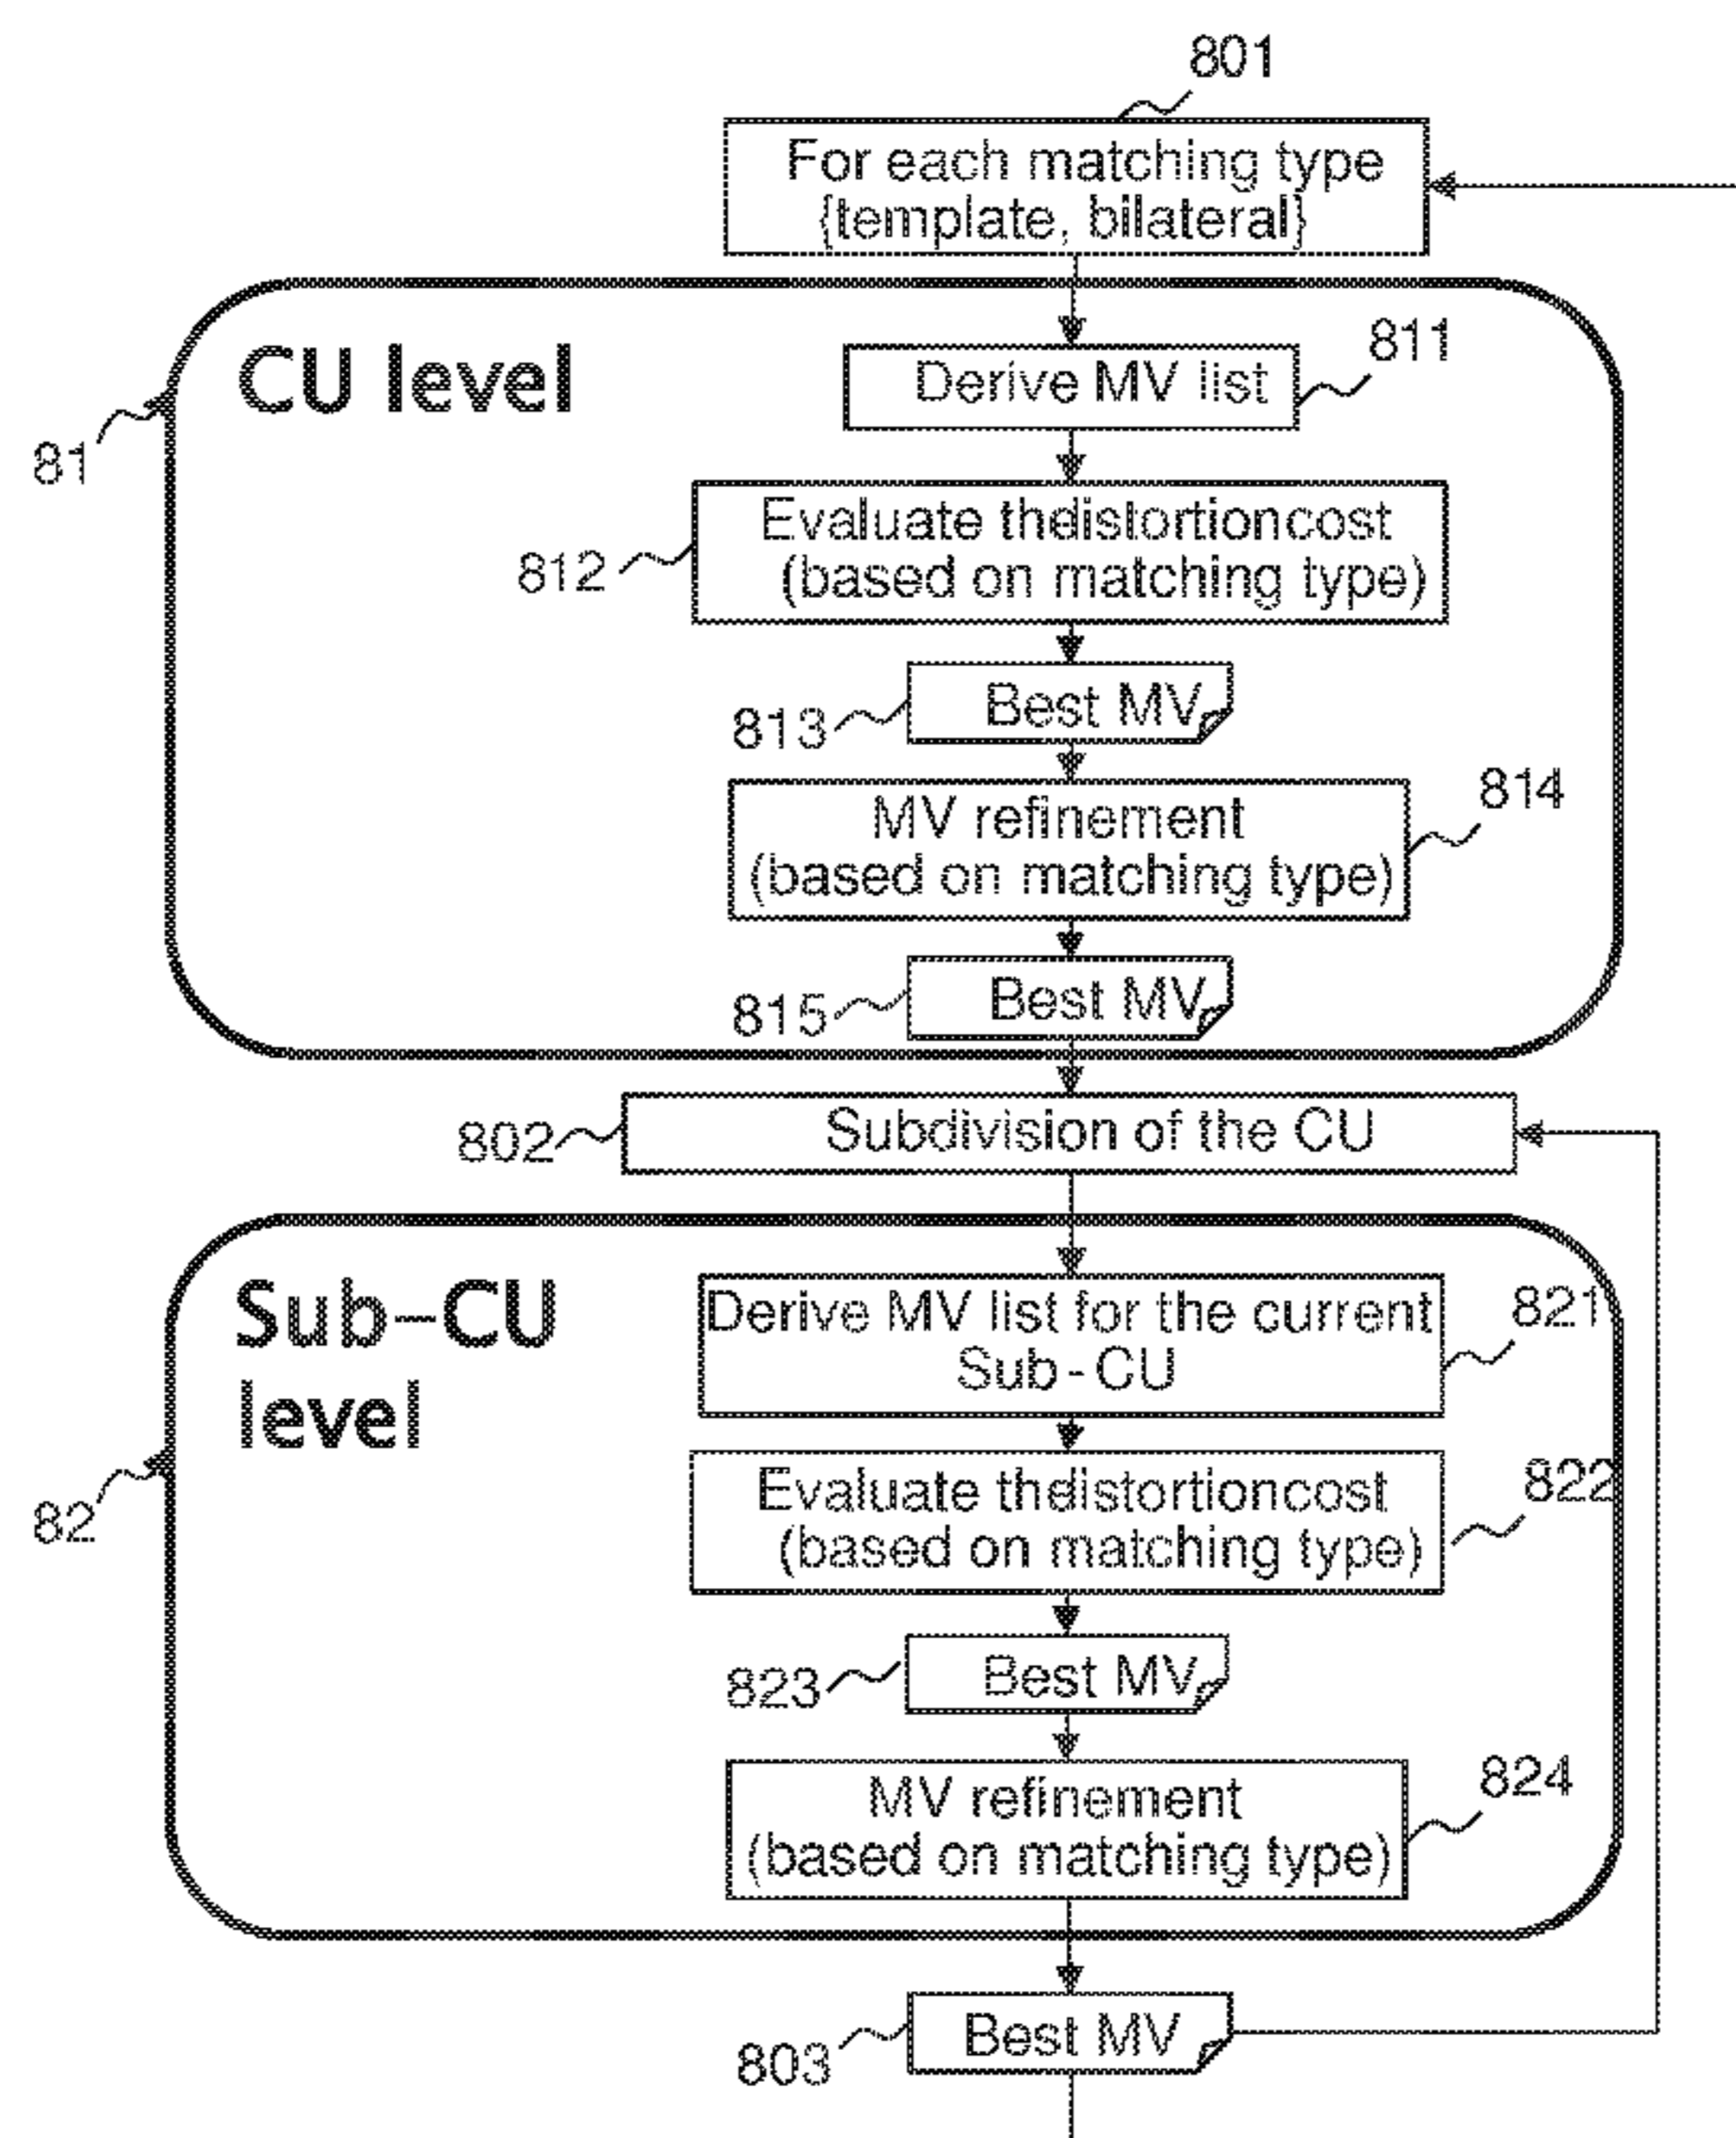 801
For each matching type
{template, bilateral}
CU level
81
Derive MV list
811
Evaluate thdistortioncost
(based on matching type)
812
Best MV
813
MV refinement
(based on matching type)
814
Best MV
815
Subdivision of the CU
802
Sub-CU
level
82
Derive MV list for the current
Sub-CU
821
Evaluate thdistortioncost
(based on matching type)
822
Best MV
823
MV refinement
(based on matching type)
824
Best MV
803